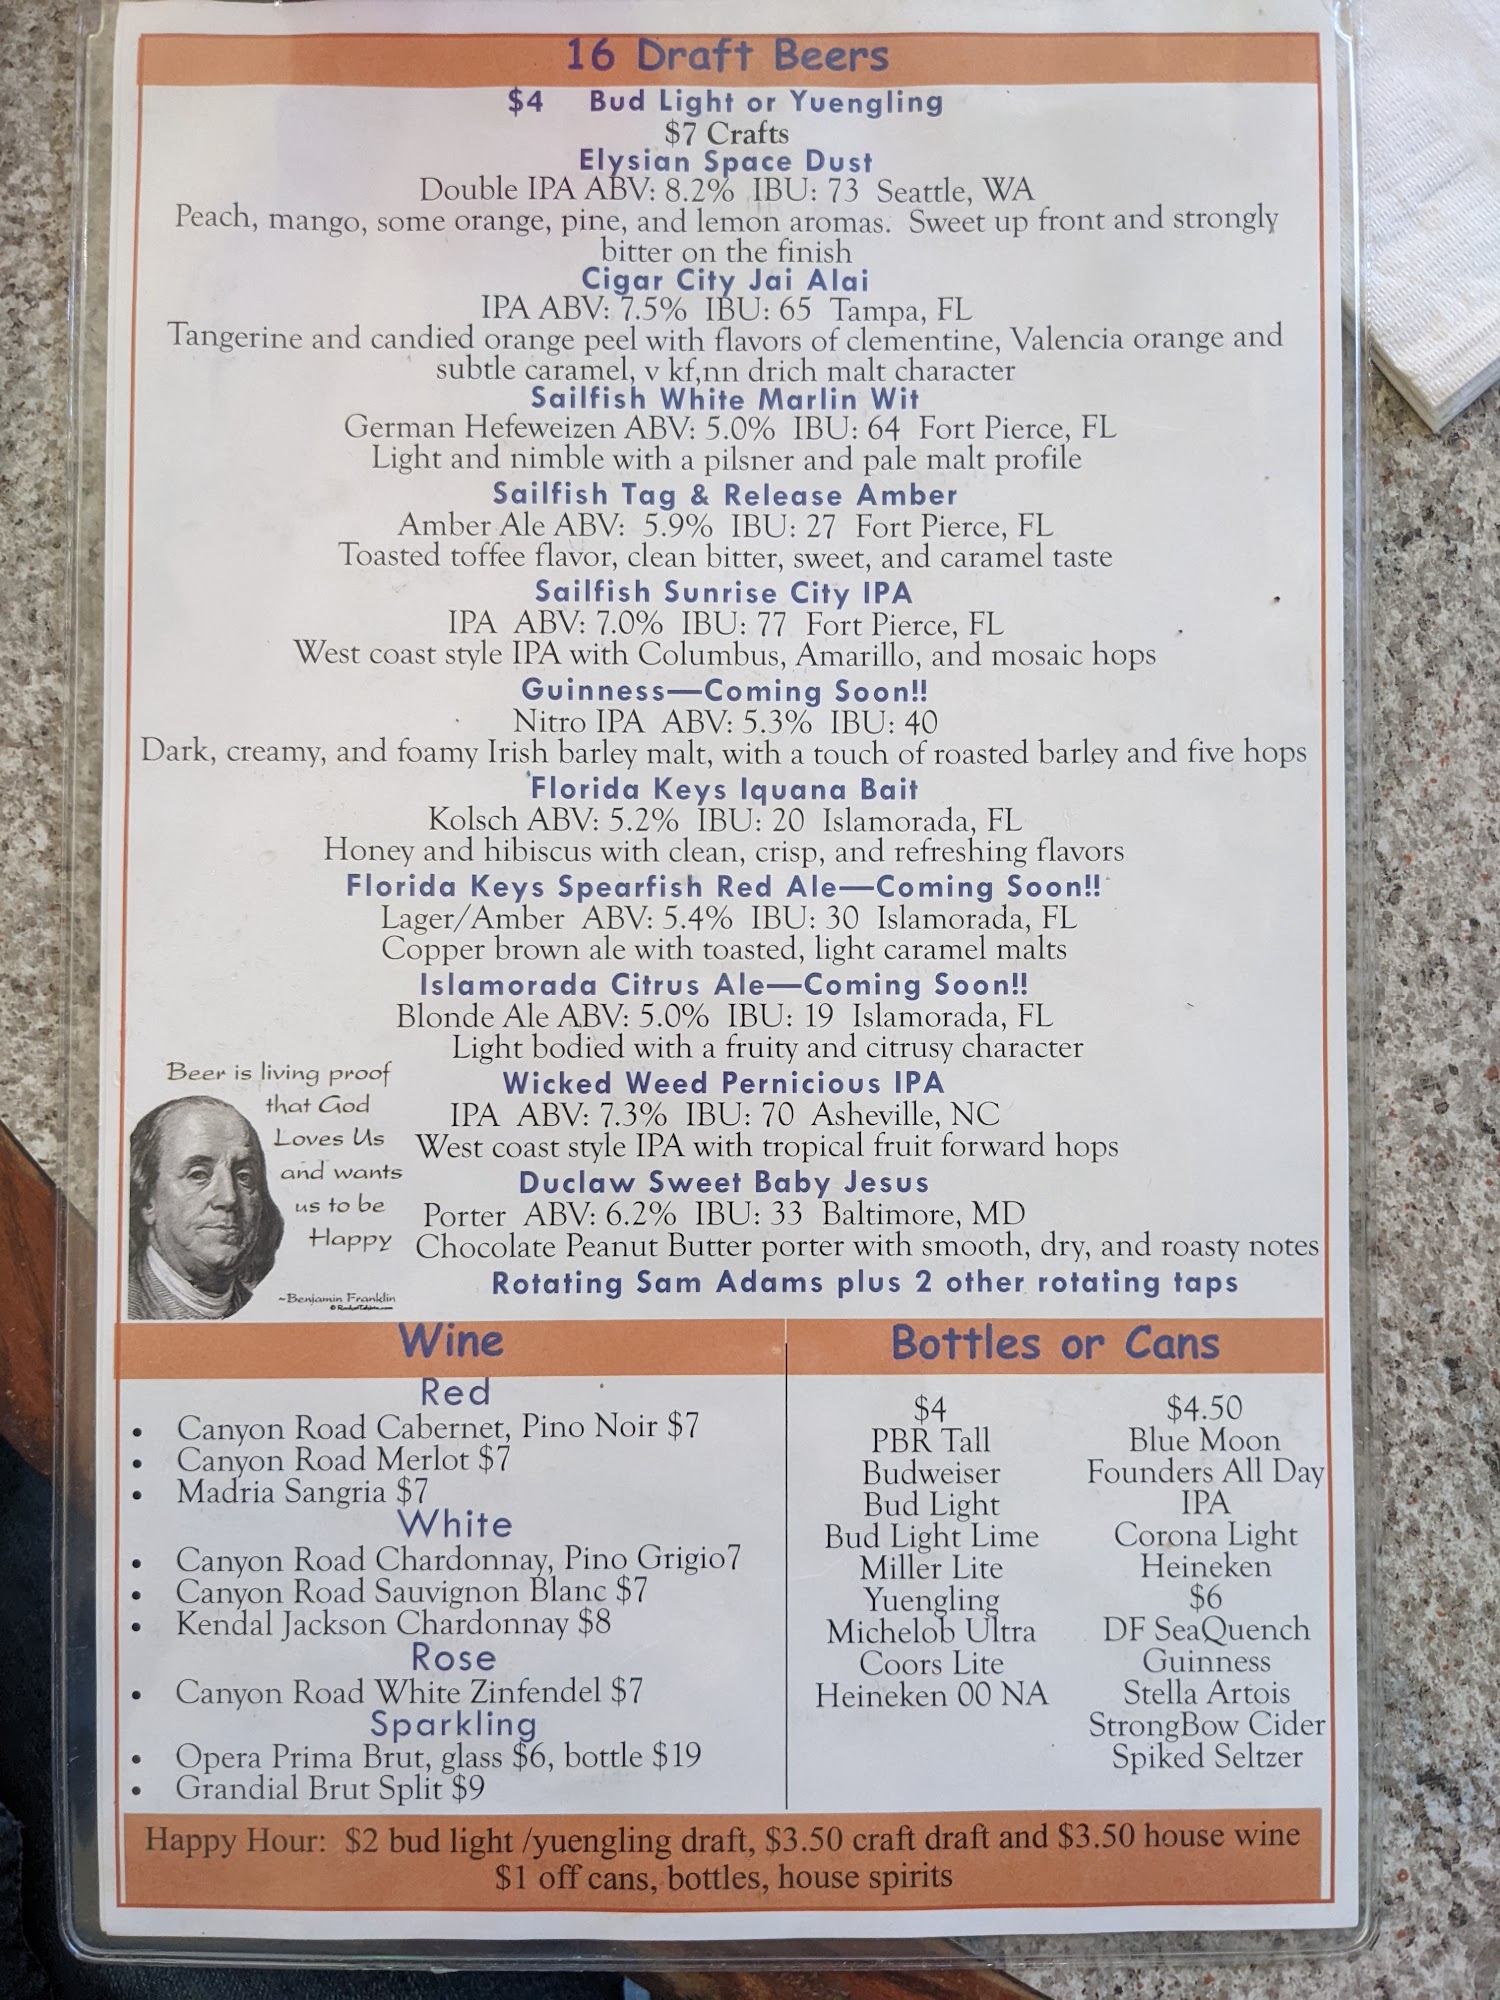 16 Draft Beers
$4 Bud Light or Yuengling
$7 Crafts
Elysian Space Dust
Double IPA ABV: 8.2% IBU: 73 Seattle, WA
Peach, mango, some orange, pine, and lemon aromas. Sweet up front and strongly
bitter on the finish
Cigar City Jai Alai
IPA ABV: 7.5% IBU: 65 Tampa, FL
Tangerine and candied orange peel with flavors of clementine, Valencia orange and
subtle caramel, v kf,nn drich malt character
Sailfish White Marlin Wit
German Hefeweizen ABV: 5.0% IBU: 64 Fort Pierce, FL
Light and nimble with a pilsner and pale malt profile
Sailfish Tag & Release Amber
Amber Ale ABV: 5.9% IBU: 27 Fort Pierce, FL
Toasted toffee flavor, clean bitter, sweet, and caramel taste
Sailfish Sunrise City IPA
IPA ABV: 7.0% IBU: 77 Fort Pierce, FL
West coast style IPA with Columbus, Amarillo, and mosaic hops
Guinness—Coming Soon!!
Nitro IPA ABV: 5.3% IBU: 40
Dark, creamy, and foamy Irish barley malt, with a touch of roasted barley and five hops
Florida Keys Iquana Bait
Kolsch ABV: 5.2% IBU: 20 Islamorada, FL
Honey and hibiscus with clean, crisp, and refreshing flavors
Florida Keys Spearfish Red Ale—Coming Soon!!
Lager/Amber ABV: 5.4% IBU: 30 Islamorada, FL
Copper brown ale with toasted, light caramel malts
Islamorada Citrus Ale—Coming Soon!!
Blonde Ale ABV: 5.0% IBU: 19 Islamorada, FL
Light bodied with a fruity and citrusy character
Wicked Weed Pernicious IPA
IPA ABV: 7.3% IBU: 70 Asheville, NC
West coast style IPA with tropical fruit forward hops
Duclaw Sweet Baby Jesus
Porter ABV: 6.2% IBU: 33 Baltimore, MD
Chocolate Peanut Butter porter with smooth, dry, and roasty notes
Rotating Sam Adams plus 2 other rotating taps
Beer is living proof
that God
Loves Us
and wants
us to be
Happy
~Benjamin Franklin
Wine
Red
• Canyon Road Cabernet, Pino Noir $7
• Canyon Road Merlot $7
• Madria Sangria $7
White
• Canyon Road Chardonnay, Pino Grigio7
• Canyon Road Sauvignon Blanc $7
• Kendal Jackson Chardonnay $8
Rose
• Canyon Road White Zinfendel $7
Sparkling
• Opera Prima Brut, glass $6, bottle $19
• Grandial Brut Split $9
Bottles or Cans
$4
PBR Tall
Budweiser
Bud Light
Bud Light Lime
Miller Lite
Yuengling
Michelob Ultra
Coors Lite
Heineken 00 NA
$4.50
Blue Moon
Founders All Day
IPA
Corona Light
Heineken
$6
DF SeaQuench
Guinness
Stella Artois
StrongBow Cider
Spiked Seltzer
Happy Hour: $2 bud light /yuengling draft, $3.50 craft draft and $3.50 house wine
$1 off cans, bottles, house spirits